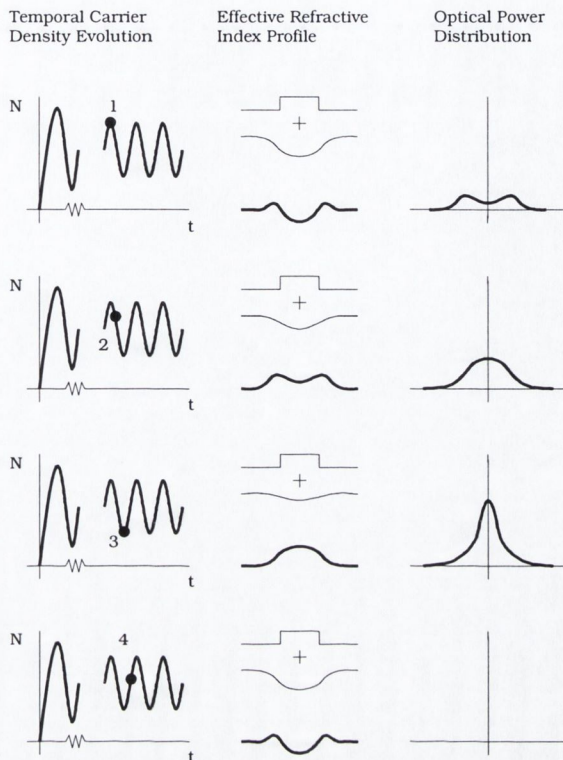 Temporal Carrier
Density Evolution
Effective Refractive
Index Profile
Optical Power
Distribution
N
1
+
t
N
2
+
t
N
3
+
t
N
4
+
t